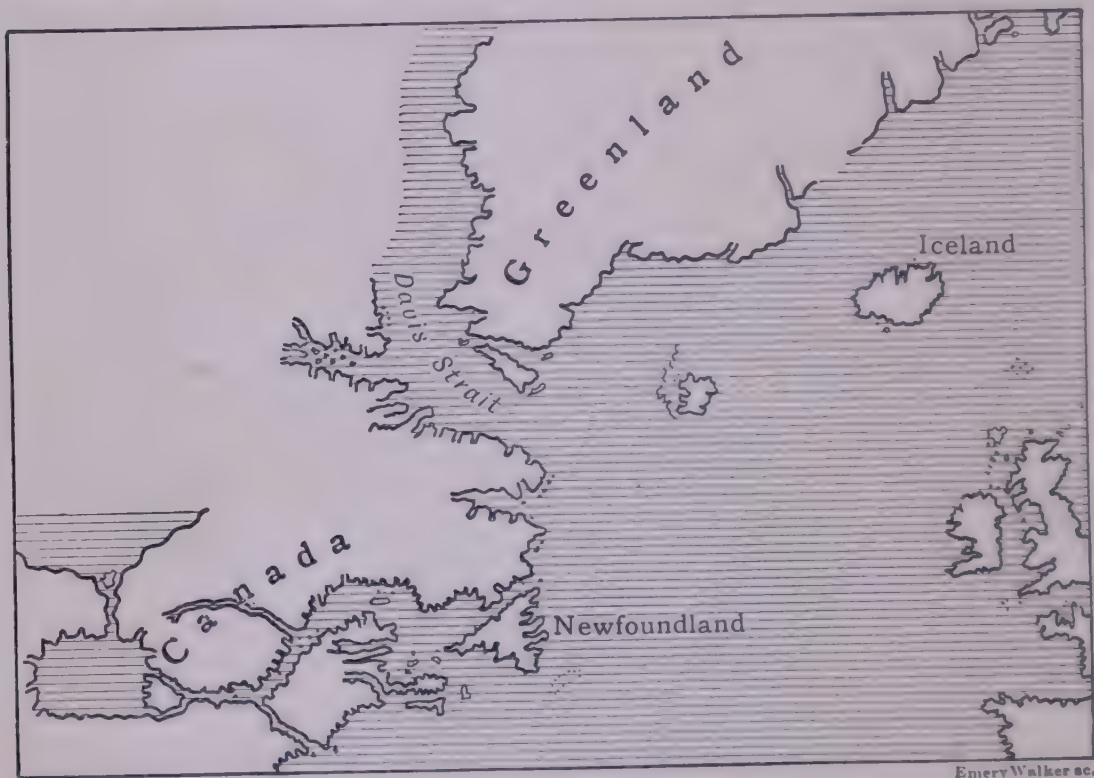 Greenland
Iceland
Davis
Strait
Canada
Newfoundland
Emery Walker sc.